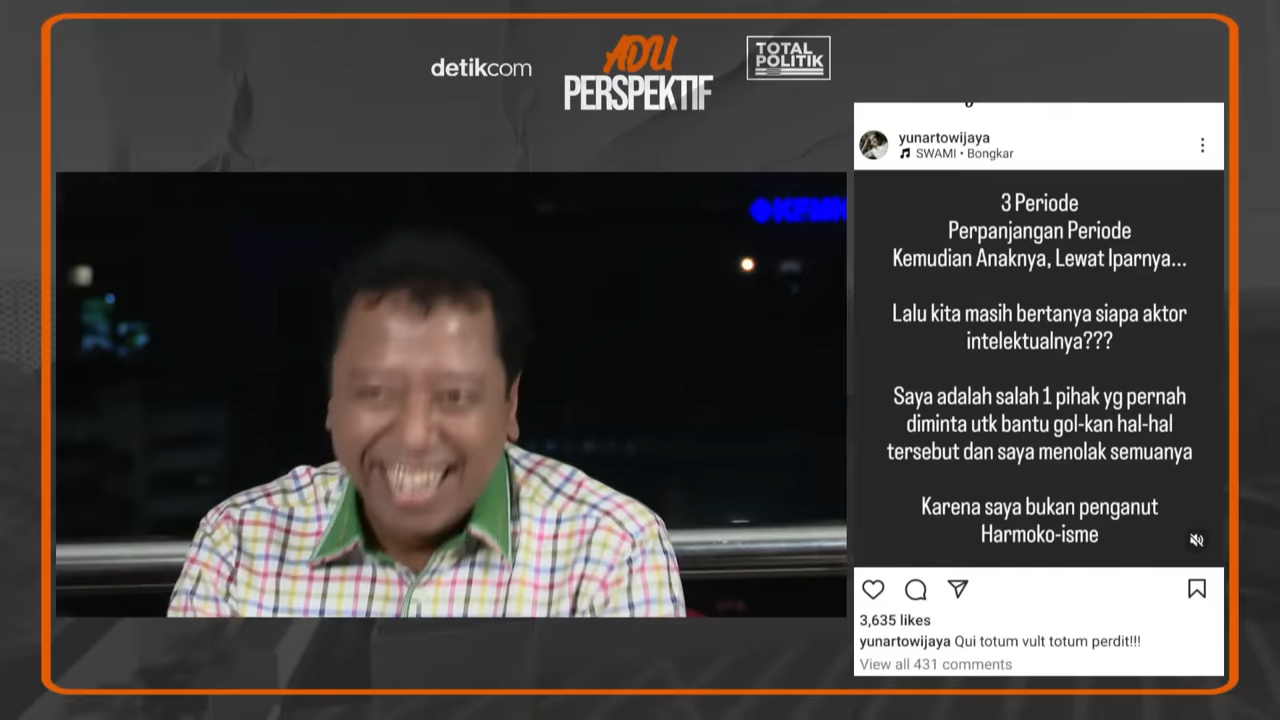 detikcom
ADU
PERSPEKTIF
TOTAL
POLITIK
yunartowijaya
SWAMI • Bongkar
3 Periode
Perpanjangan Periode
Kemudian Anaknya, Lewat Iparnya...
Lalu kita masih bertanya siapa aktor
intelektualnya???
Saya adalah salah 1 pihak yg pernah
diminta utk bantu gol-kan hal-hal
tersebut dan saya menolak semuanya
Karena saya bukan penganut
Harmoko-isme
3,635 likes
yunartowijaya Qui totum vult totum perdit!!!
View all 431 comments